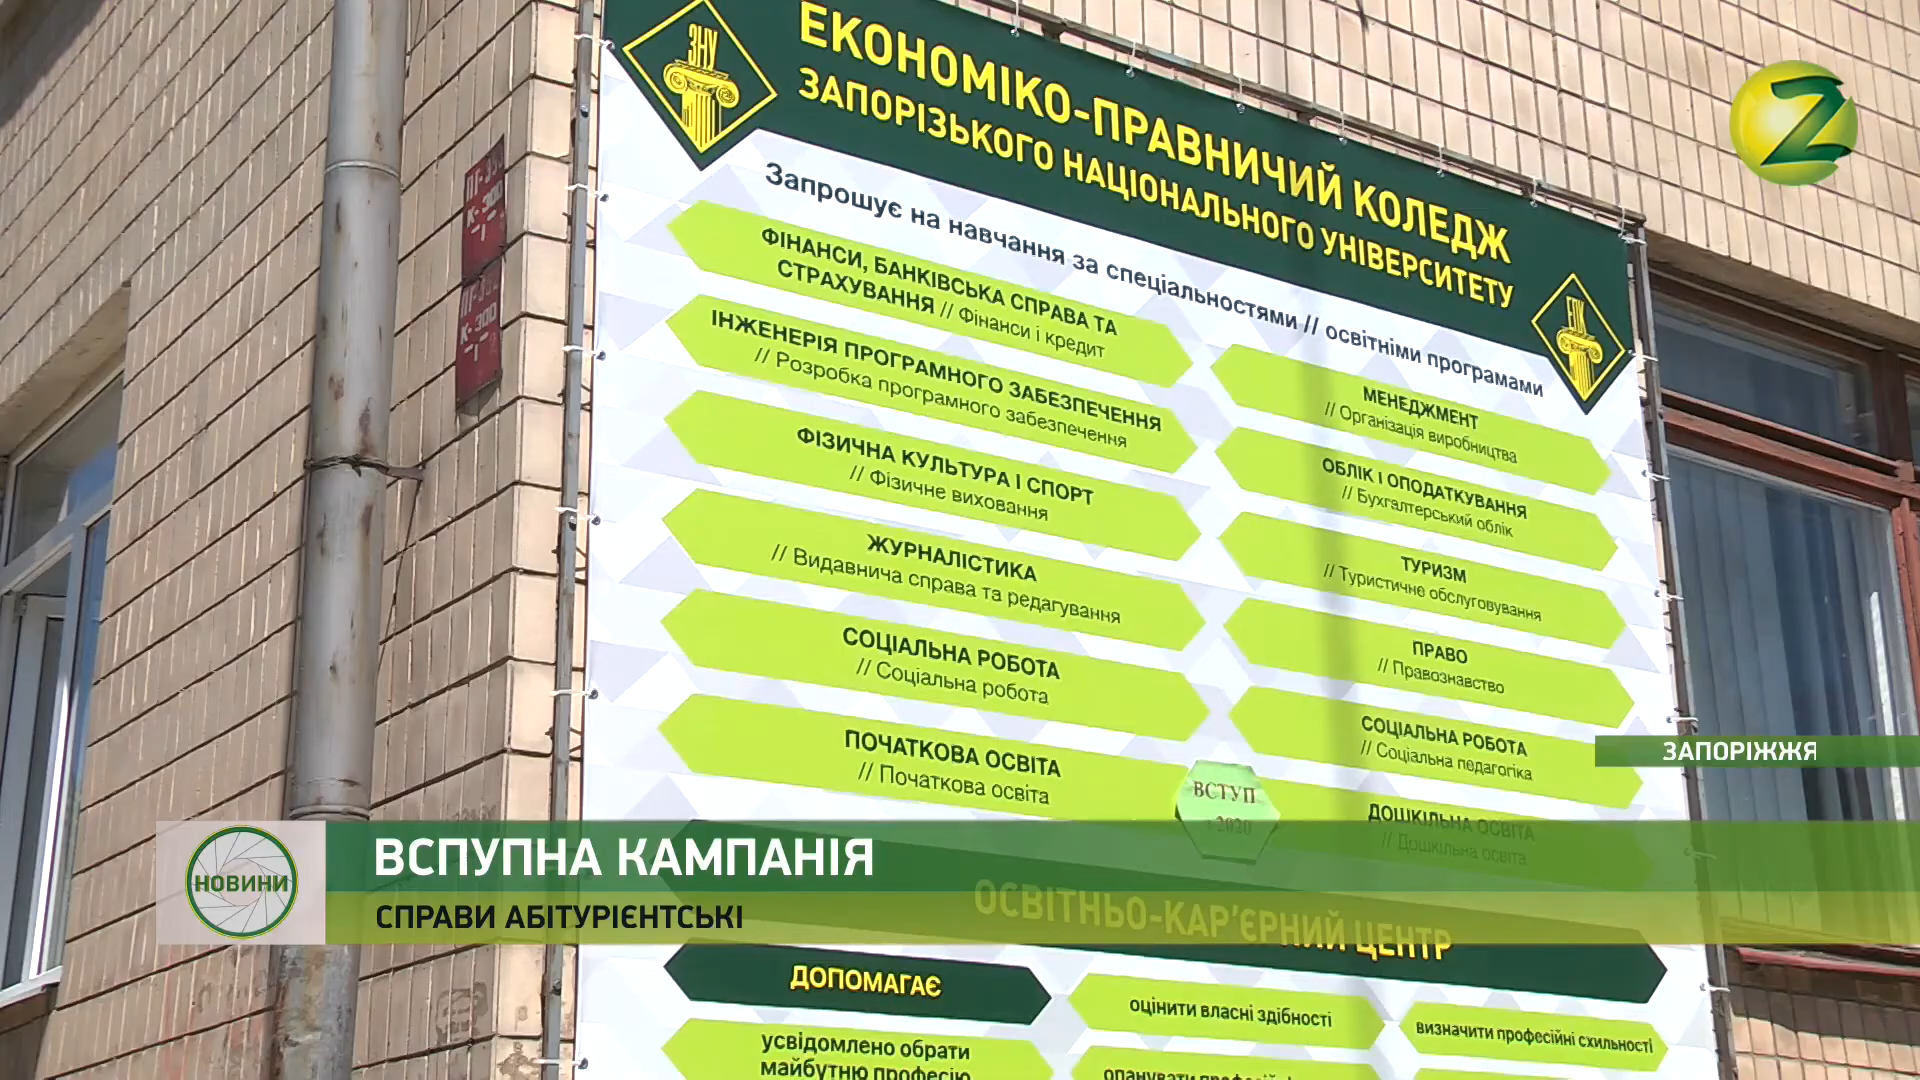 ЗНУ
ЕКОНОМІКО-ПРАВНИЧИЙ КОЛЕДЖ
ЗАПОРІЗЬКОГО НАЦІОНАЛЬНОГО УНІВЕРСИТЕТУ
ЕПК
Z
Запрошує на навчання за спеціальностями // освітніми програмами
ФІНАНСИ, БАНКІВСЬКА СПРАВА ТА
СТРАХУВАННЯ // Фінанси і кредит
ІНЖЕНЕРІЯ ПРОГРАМНОГО ЗАБЕЗПЕЧЕННЯ
// Розробка програмного забезпечення
ФІЗИЧНА КУЛЬТУРА І СПОРТ
// Фізичне виховання
ЖУРНАЛІСТИКА
// Видавнича справа та редагування
СОЦІАЛЬНА РОБОТА
// Соціальна робота
ПОЧАТКОВА ОСВІТА
// Початкова освіта
МЕНЕДЖМЕНТ
// Організація виробництва
ОБЛІК І ОПОДАТКУВАННЯ
// Бухгалтерський облік
ТУРИЗМ
// Туристичне обслуговування
ПРАВО
// Правознавство
СОЦІАЛЬНА РОБОТА
// Соціальна педагогіка
ДОШКІЛЬНА ОСВІТА
// Дошкільна освіта
ВСТУП
2020
ЗАПОРІЖЖЯ
НОВИНИ
ВСПУПНА КАМПАНІЯ
СПРАВИ АБІТУРІЄНТСЬКІ
ОСВІТНЬО-КАР'ЄРНИЙ ЦЕНТР
ДОПОМАГАЄ
усвідомлено обрати
майбутню професію
оцінити власні здібності
визначити професійні схильності
К-300
К-300